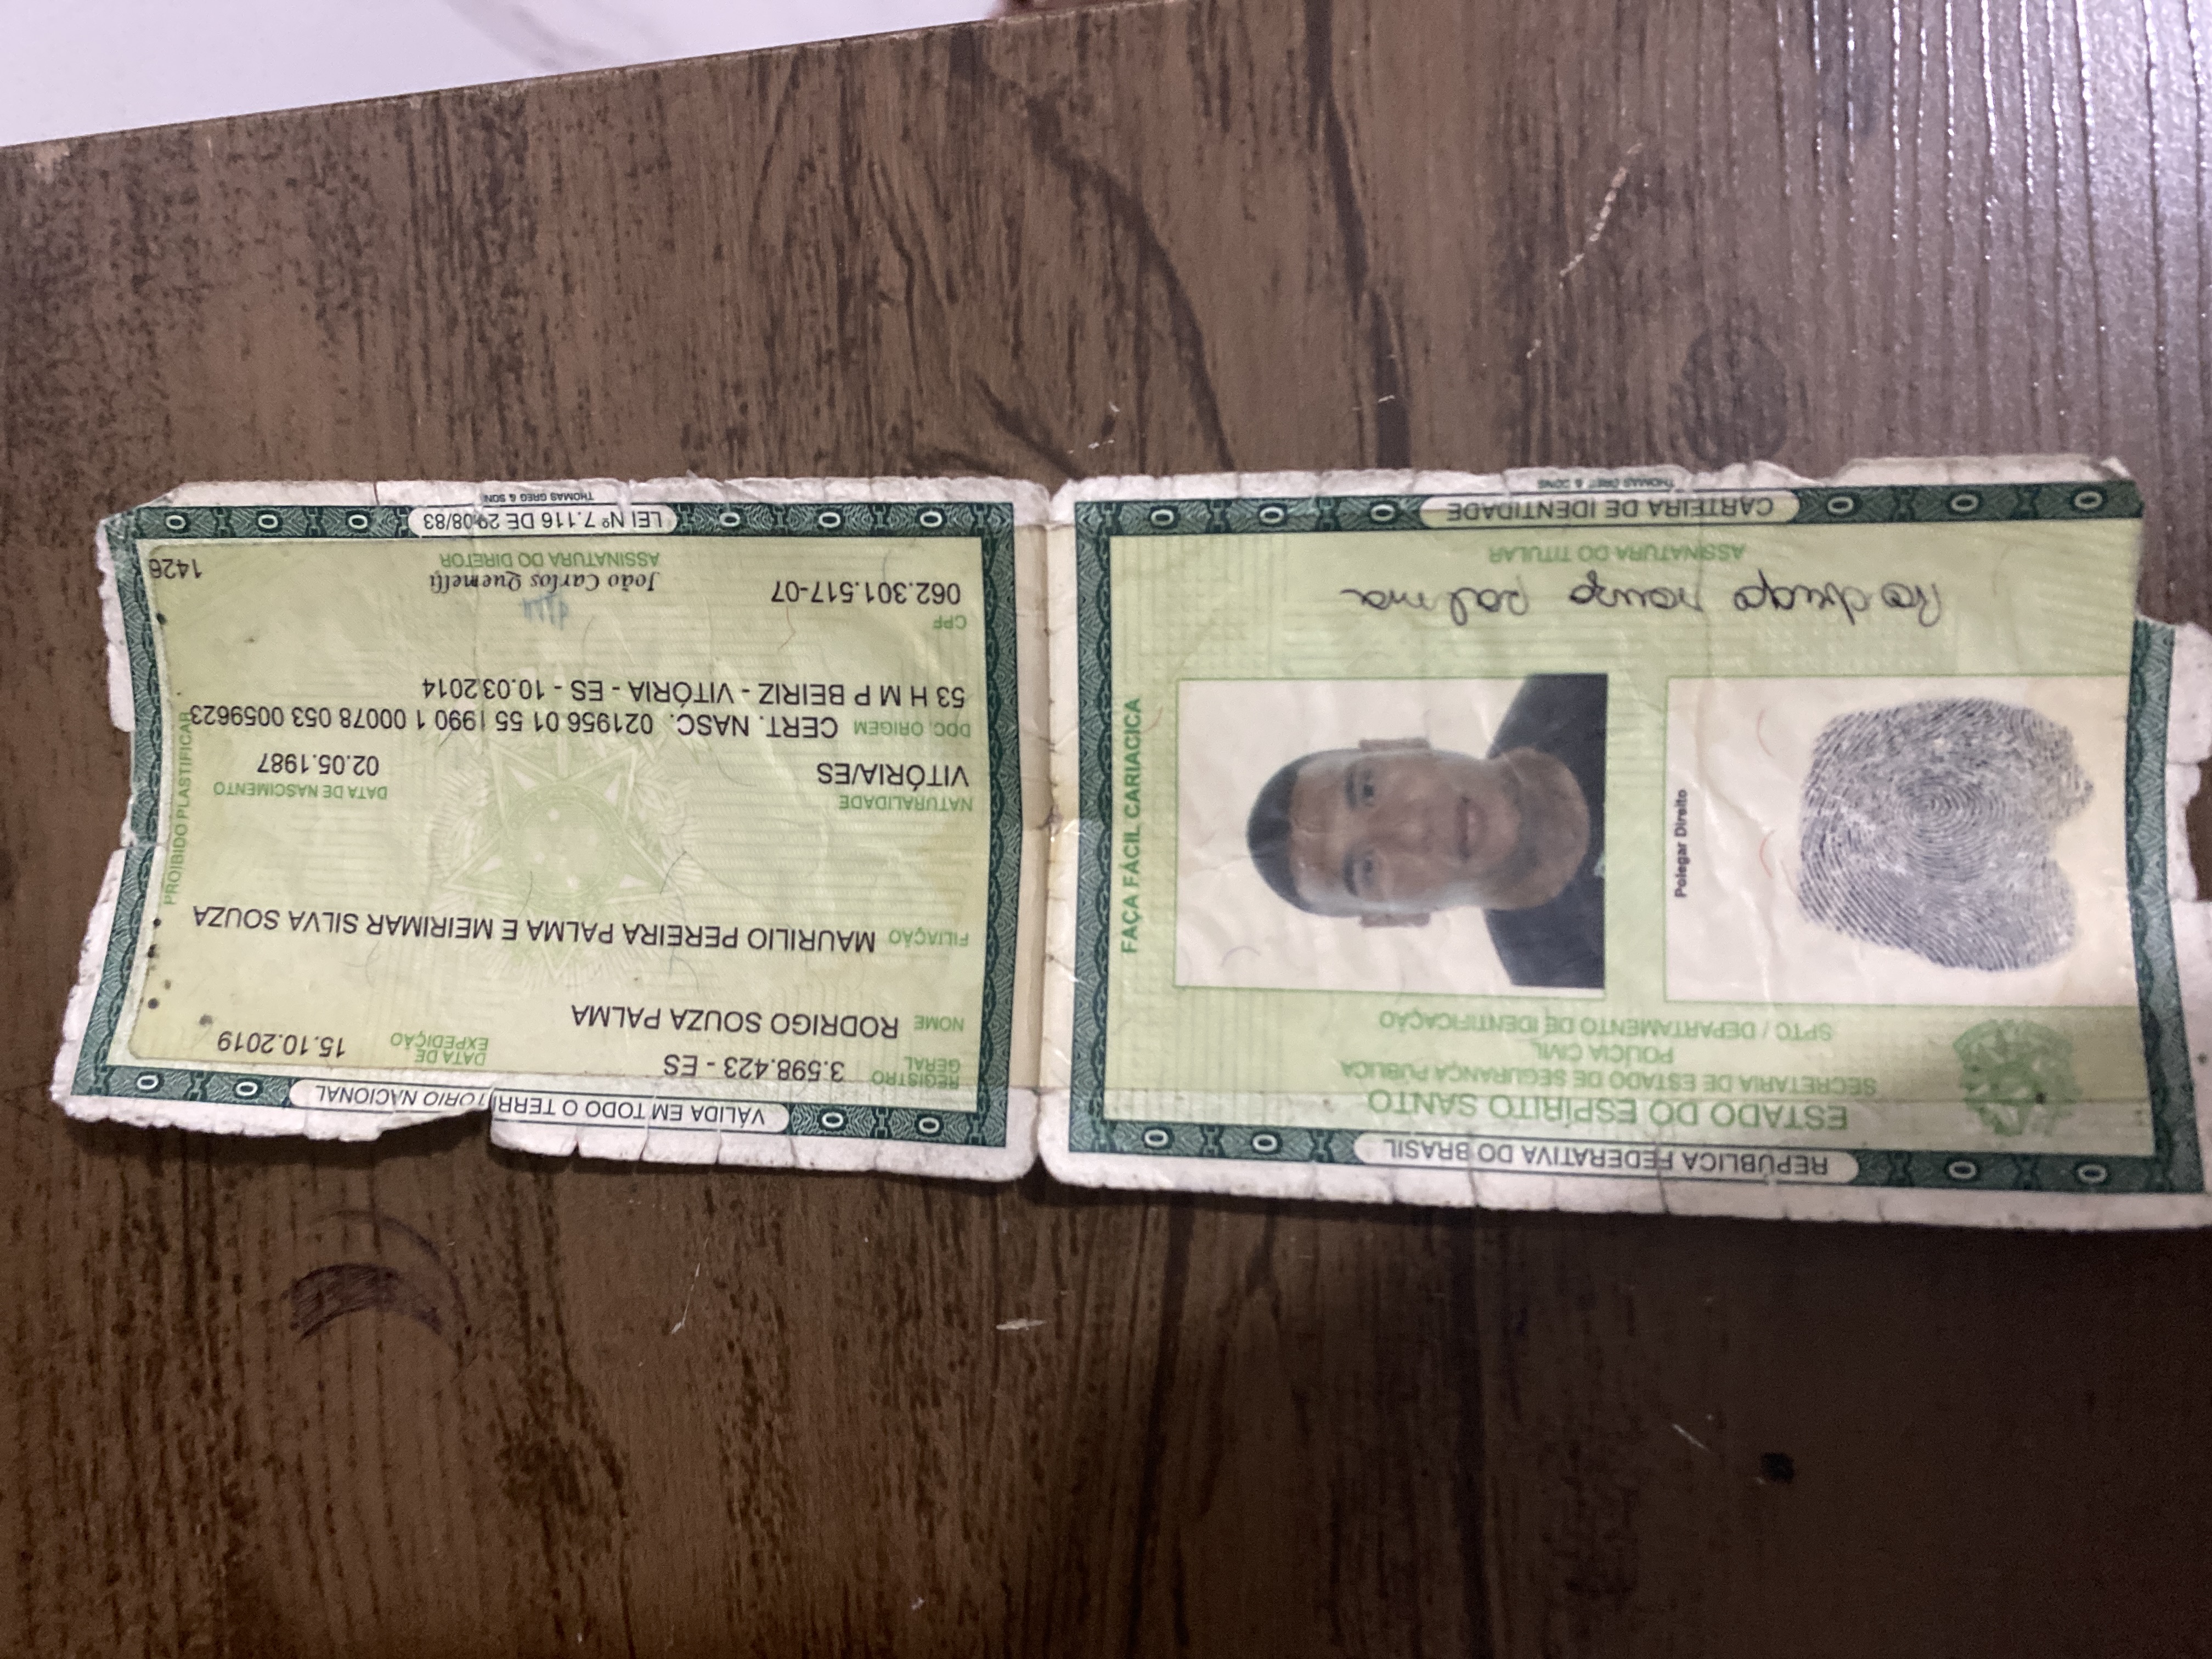 REPÚBLICA FEDERATIVA DO BRASIL
ESTADO DO ESPÍRITO SANTO
SECRETARIA DE ESTADO DE SEGURANÇA PÚBLICA
POLÍCIA CIVIL
SPTC / DEPARTAMENTO DE IDENTIFICAÇÃO
Polegar Direito
FAÇA FÁCIL CARIACICA
Rodrigo souza palma
ASSINATURA DO TITULAR
CARTEIRA DE IDENTIDADE
THOMAS GREG & SONS
VÁLIDA EM TODO O TERRITÓRIO NACIONAL
REGISTRO GERAL 3.598.423 - ES DATA DE EXPEDIÇÃO 15.10.2019
NOME RODRIGO SOUZA PALMA
FILIAÇÃO MAURILIO PEREIRA PALMA E MEIRIMAR SILVA SOUZA
PROIBIDO PLASTIFICAR
NATURALIDADE DATA DE NASCIMENTO
VITÓRIA/ES 02.05.1987
DOC. ORIGEM CERT. NASC. 021956 01 55 1990 1 00078 053 0059623
53 H M P BEIRIZ - VITÓRIA - ES - 10.03.2014
CPF
062.301.517-07
João Carlos Quemelli
ASSINATURA DO DIRETOR
1426
LEI Nº 7.116 DE 29/08/83
THOMAS GREG & SON